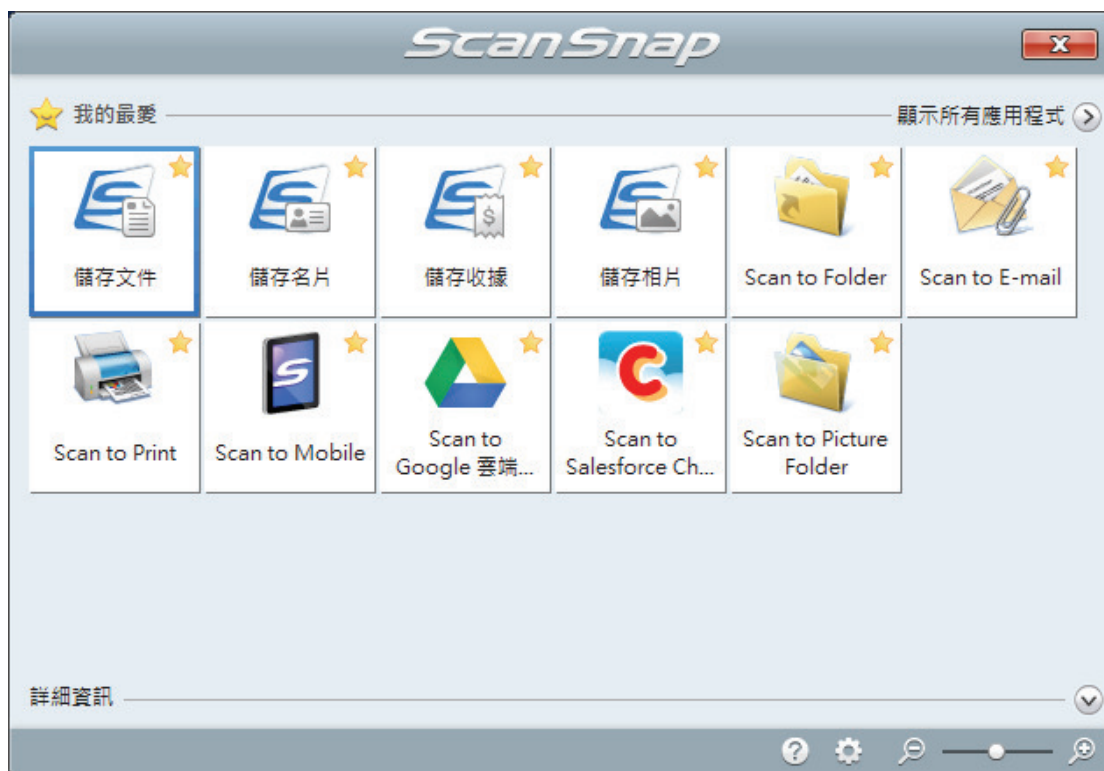 ScanSnap
我的最愛
顯示所有應用程式
儲存文件
儲存名片
儲存收據
儲存相片
Scan to Folder
Scan to E-mail
Scan to Print
Scan to Mobile
Scan to
Google 雲端...
Scan to
Salesforce Ch...
Scan to Picture
Folder
詳細資訊